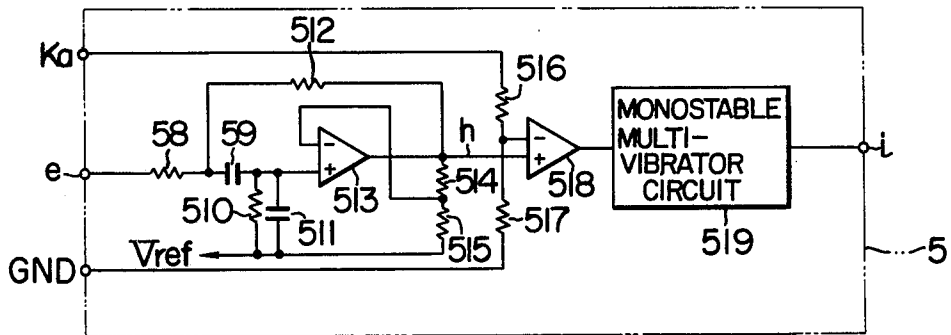 Ka
512
516
58
59
h
e
513
514
518
MONOSTABLE
MULTI-
VIBRATOR
CIRCUIT
i
510
511
515
517
519
Vref
GND
5